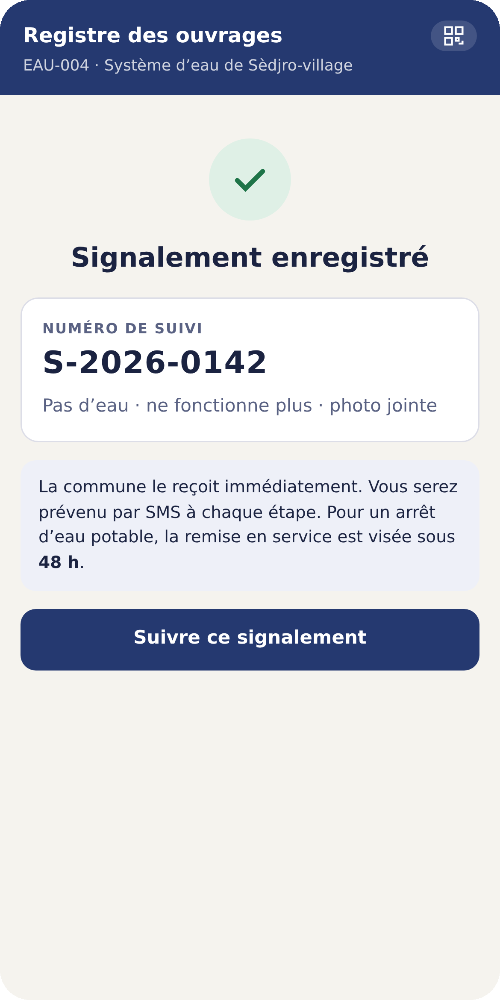 Registre des ouvrages
EAU-004 · Système d’eau de Sèdjro-village
Signalement enregistré
NUMÉRO DE SUIVI
S-2026-0142
Pas d’eau · ne fonctionne plus · photo jointe
La commune le reçoit immédiatement. Vous serez
prévenu par SMS à chaque étape. Pour un arrêt
d’eau potable, la remise en service est visée sous
48 h.
Suivre ce signalement